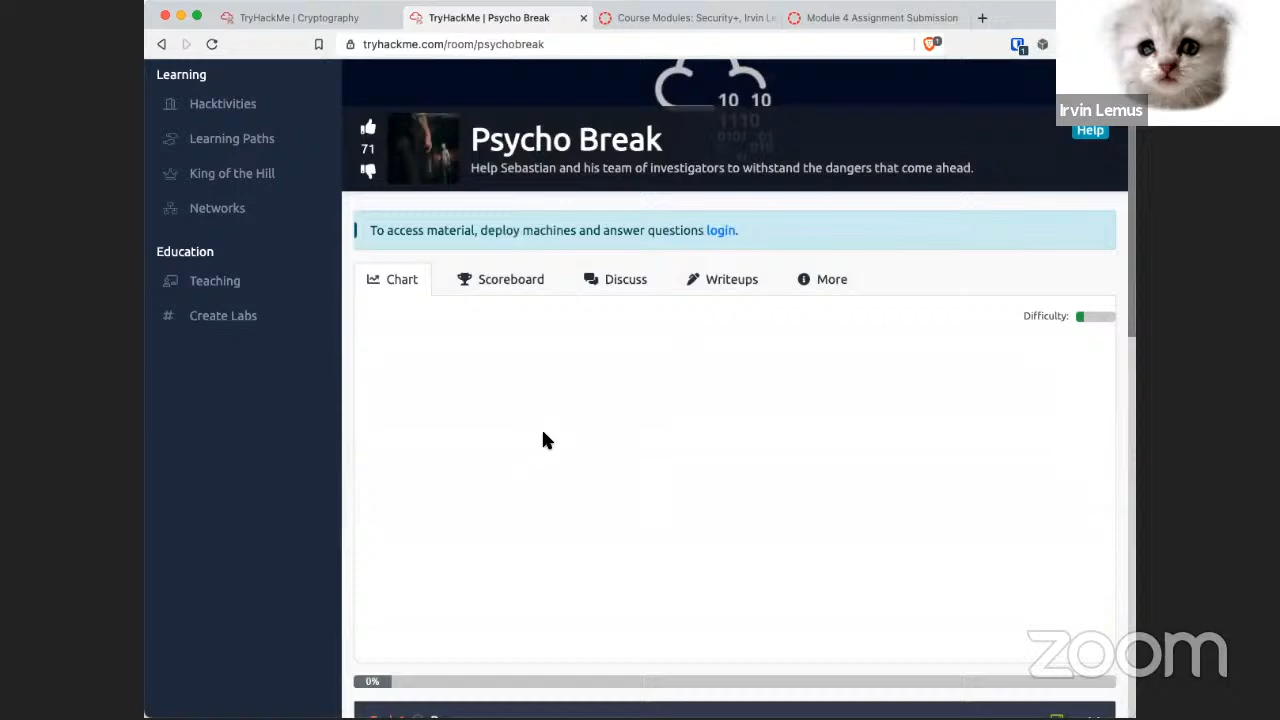 TryHackMe | Cryptography
TryHackMe | Psycho Break
Course Modules: Security+, Irvin Le
Module 4 Assignment Submission
tryhackme.com/room/psychobreak
1
1
Irvin Lemus
Learning
Hacktivities
Learning Paths
King of the Hill
Networks
Education
Teaching
Create Labs
10 10
1110
71
Psycho Break
Help Sebastian and his team of investigators to withstand the dangers that come ahead.
Help
To access material, deploy machines and answer questions login.
Chart
Scoreboard
Discuss
Writeups
More
Difficulty:
0%
zoom